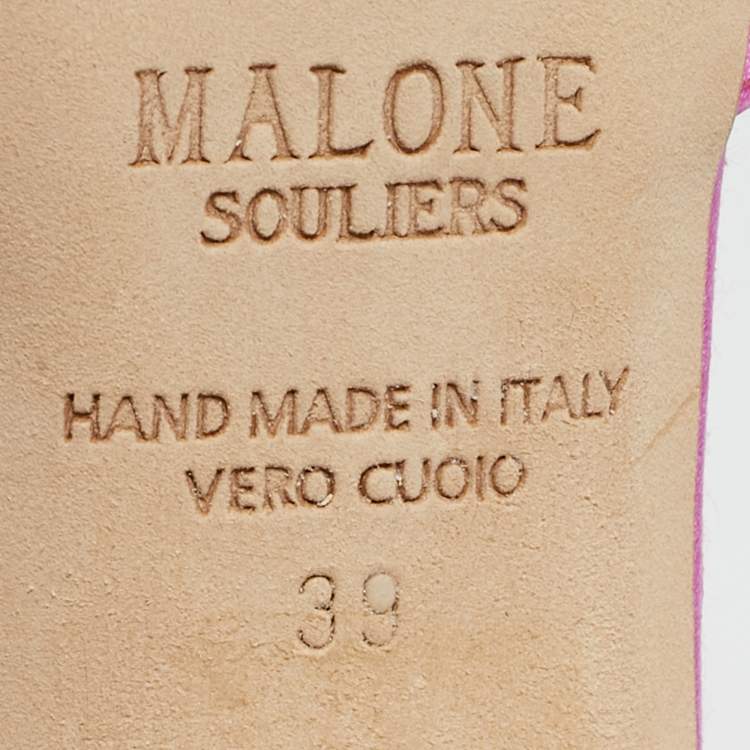 MALONE
SOULIERS
HAND MADE IN ITALY
VERO CUOIO
39